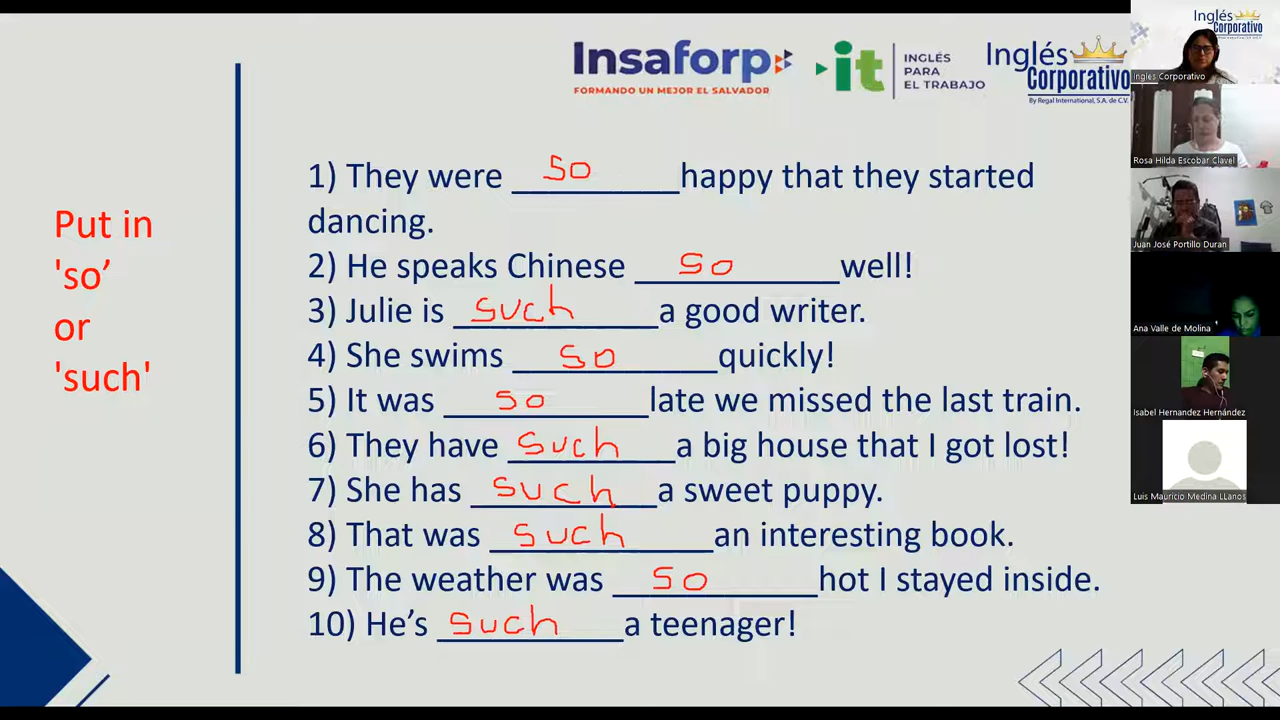 Insaforp
FORMANDO UN MEJOR EL SALVADOR
it
INGLÉS
PARA
EL TRABAJO
Inglés
Corporativo
By Regal International, S.A. de C.V.
Put in
'so’
or
'such'
1) They were so happy that they started
dancing.
2) He speaks Chinese so well!
3) Julie is such a good writer.
4) She swims so quickly!
5) It was so late we missed the last train.
6) They have such a big house that I got lost!
7) She has such a sweet puppy.
8) That was such an interesting book.
9) The weather was so hot I stayed inside.
10) He’s such a teenager!
Inglés
Corporativo
Ingles Corporativo
Rosa Hilda Escobar Clavel
Juan José Portillo Duran
Ana Valle de Molina
Isabel Hernandez Hernández
Luis Mauricio Medina LLanos